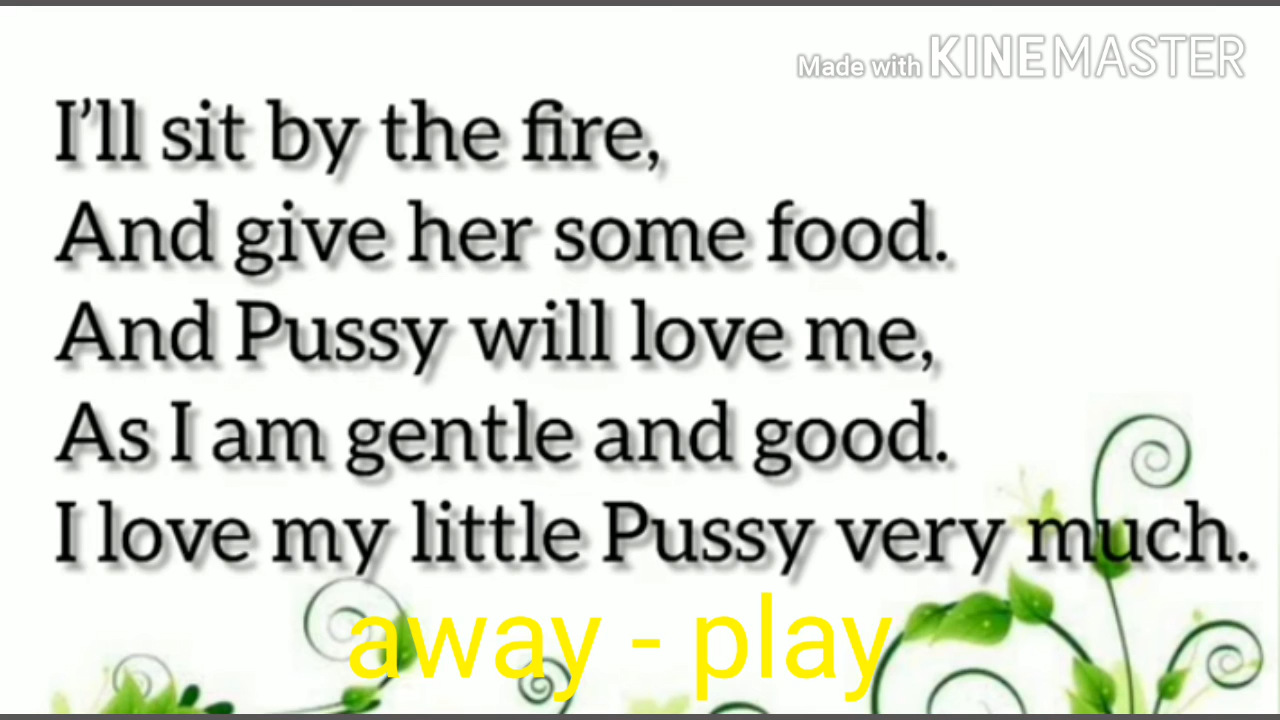 Made with KINEMASTER
I'll sit by the fire,
And give her some food.
And Pussy will love me,
As I am gentle and good.
I love my little Pussy very much.
away - play